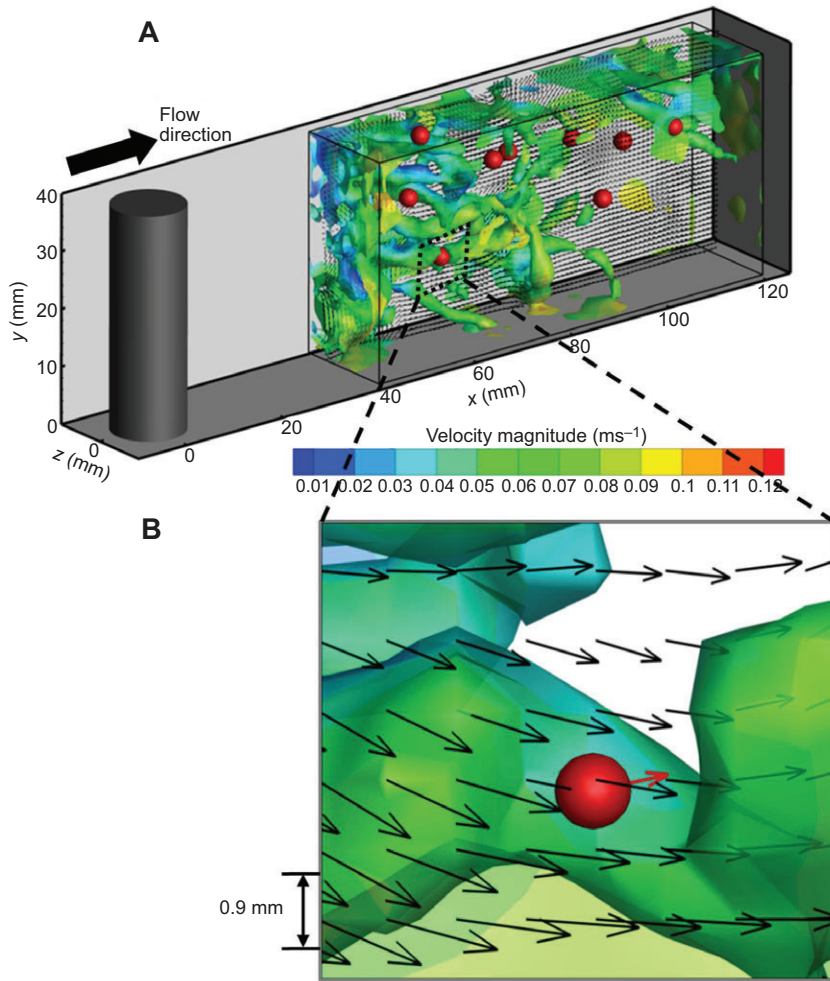 A
Flow
direction
40
30
20
10
0
y (mm)
0
z (mm)
0
20
40
60
80
100
120
x (mm)
Velocity magnitude (ms⁻¹)
0.01 0.02 0.03 0.04 0.05 0.06 0.07 0.08 0.09 0.1 0.11 0.12
B
0.9 mm